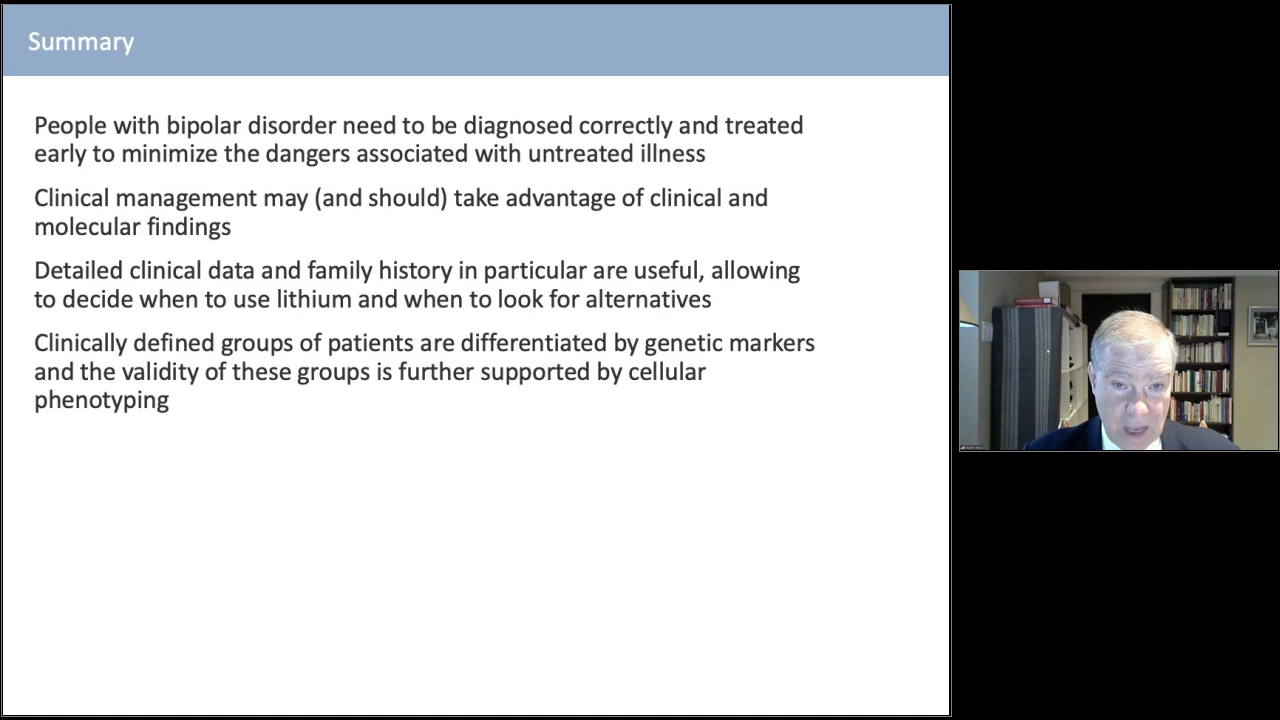 Summary
People with bipolar disorder need to be diagnosed correctly and treated
early to minimize the dangers associated with untreated illness
Clinical management may (and should) take advantage of clinical and
molecular findings
Detailed clinical data and family history in particular are useful, allowing
to decide when to use lithium and when to look for alternatives
Clinically defined groups of patients are differentiated by genetic markers
and the validity of these groups is further supported by cellular
phenotyping